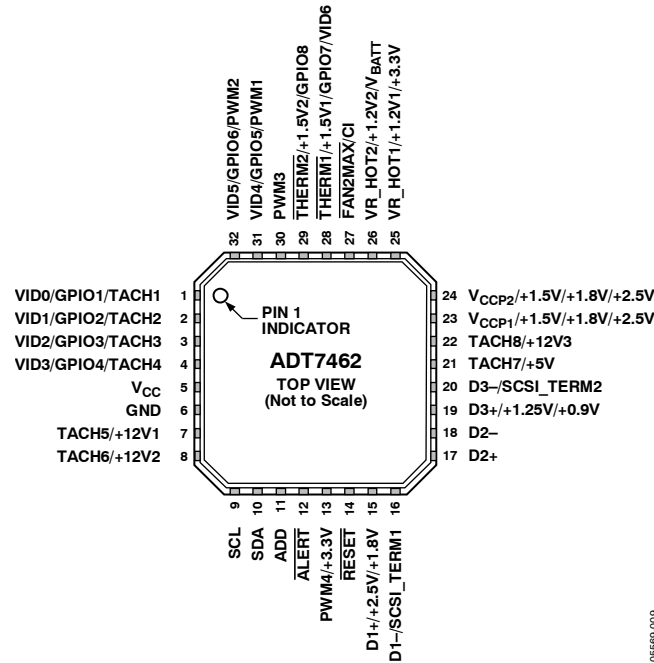 VID5/GPIO6/PWM2
VID4/GPIO5/PWM1
PWM3
THERM2/+1.5V2/GPIO8
THERM1/+1.5V1/GPIO7/VID6
FAN2MAX/CI
VR_HOT2/+1.2V2/VBATT
VR_HOT1/+1.2V1/+3.3V
32 31 30 29 28 27 26 25
VID0/GPIO1/TACH1 1
VID1/GPIO2/TACH2 2
VID2/GPIO3/TACH3 3
VID3/GPIO4/TACH4 4
VCC 5
GND 6
TACH5/+12V1 7
TACH6/+12V2 8
PIN 1
INDICATOR
ADT7462
TOP VIEW
(Not to Scale)
24 VCCP2/+1.5V/+1.8V/+2.5V
23 VCCP1/+1.5V/+1.8V/+2.5V
22 TACH8/+12V3
21 TACH7/+5V
20 D3–/SCSI_TERM2
19 D3+/+1.25V/+0.9V
18 D2–
17 D2+
9 10 11 12 13 14 15 16
SCL
SDA
ADD
ALERT
PWM4/+3.3V
RESET
D1+/+2.5V/+1.8V
D1–/SCSI_TERM1
05569-009